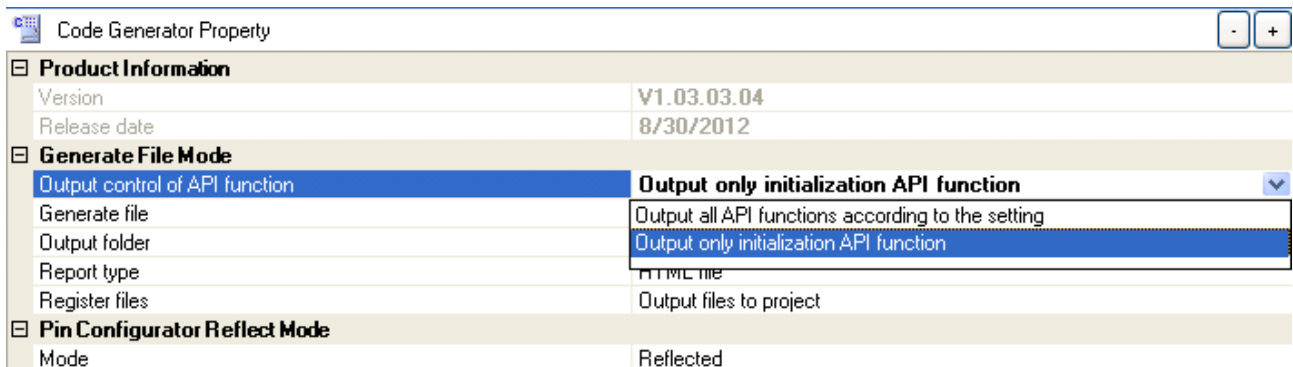 Code Generator Property - +
Product Information
Version V1.03.03.04
Release date 8/30/2012
Generate File Mode
Output control of API function Output only initialization API function
Generate file Output all API functions according to the setting
Output folder Output only initialization API function
Report type HTML file
Register files Output files to project
Pin Configurator Reflect Mode
Mode Reflected